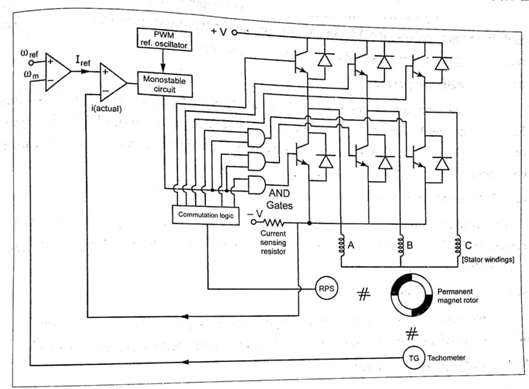 PWM
ref. oscillator
+ V
ω ref
+
I ref
+
ω m
−
−
Monostable
circuit
i(actual)
AND
Gates
Commutation logic
− V
Current
sensing
resistor
A
B
C
[Stator windings]
RPS
#
Permanent
magnet rotor
#
TG
Tachometer